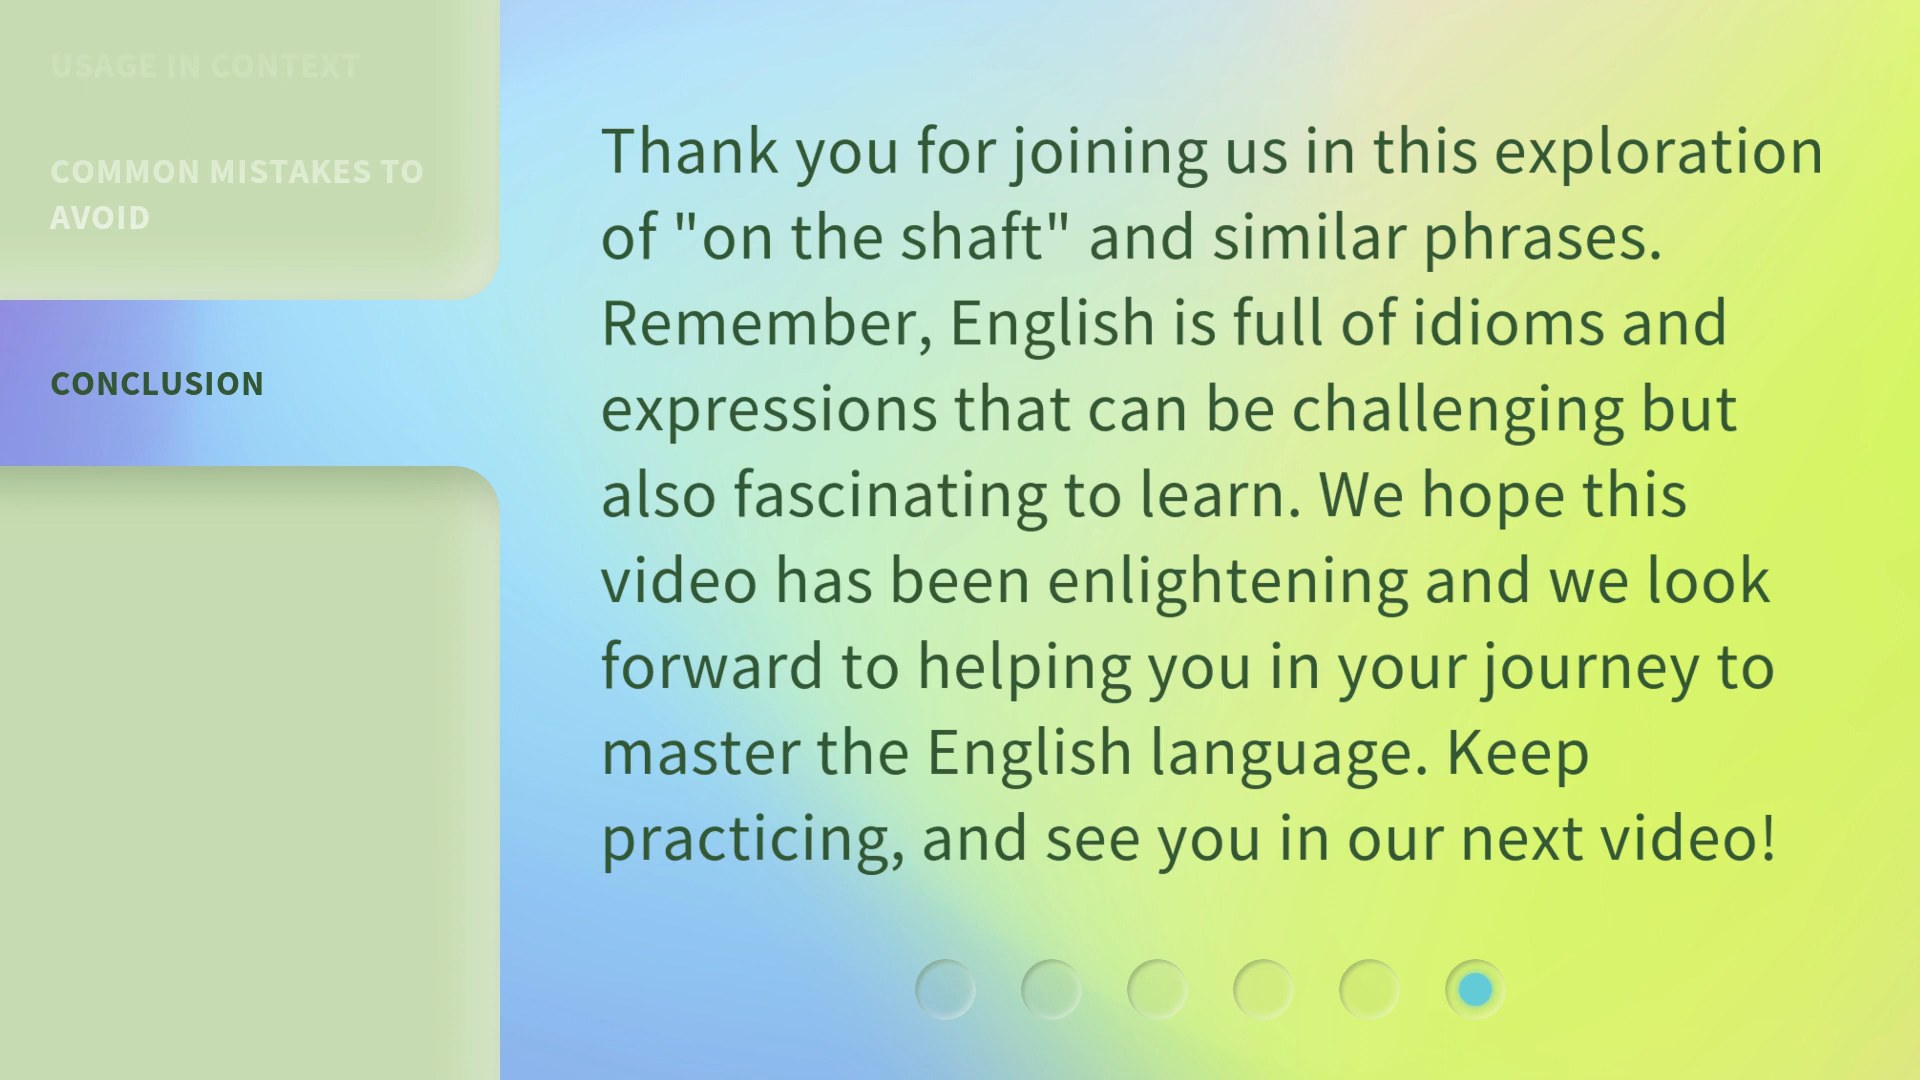 USAGE IN CONTEXT
COMMON MISTAKES TO
AVOID
CONCLUSION
Thank you for joining us in this exploration
of "on the shaft" and similar phrases.
Remember, English is full of idioms and
expressions that can be challenging but
also fascinating to learn. We hope this
video has been enlightening and we look
forward to helping you in your journey to
master the English language. Keep
practicing, and see you in our next video!